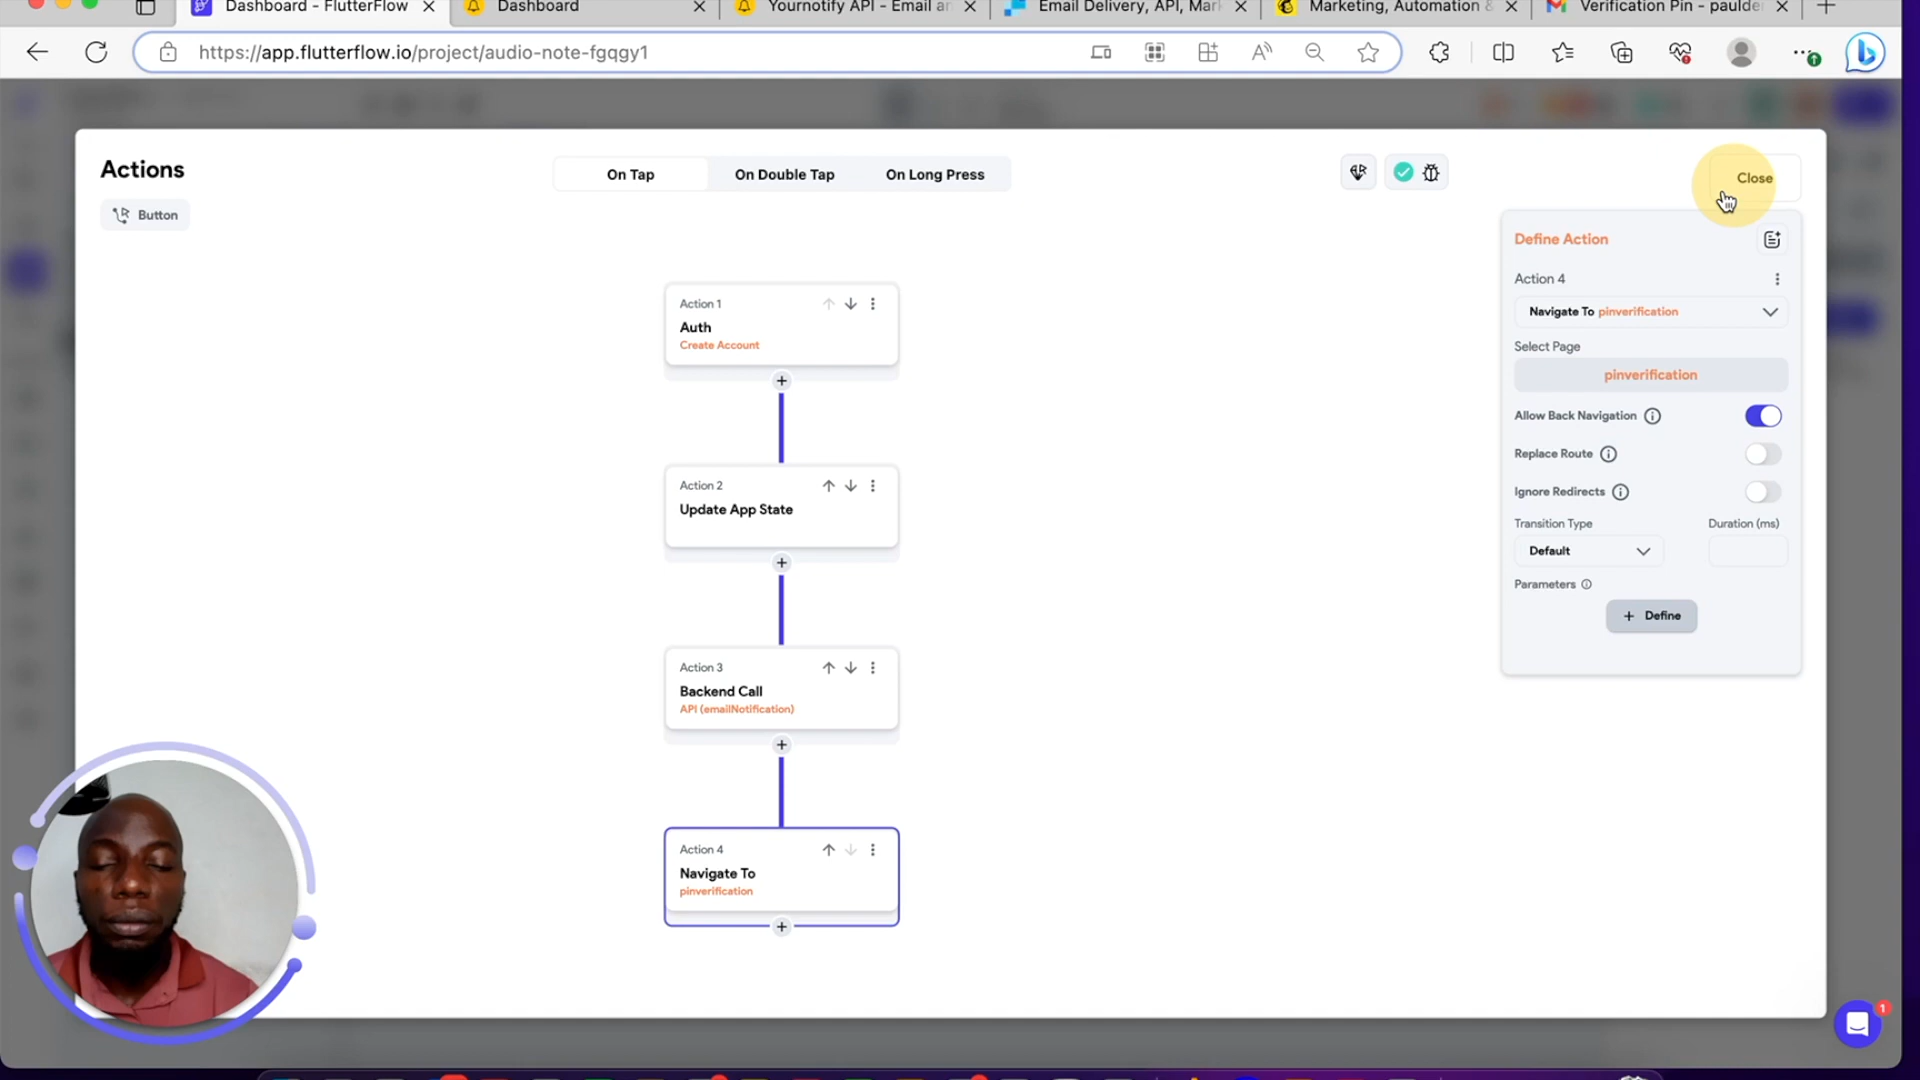 Dashboard - FlutterFlow
Dashboard
Yournotify API - Email an
Email Delivery, API, Mark
Marketing, Automation &
Verification Pin - paulde
https://app.flutterflow.io/project/audio-note-fgqgy1
Actions
On Tap
On Double Tap
On Long Press
Close
Button
Define Action
Action 4
Navigate To pinverification
Select Page
pinverification
Allow Back Navigation
Replace Route
Ignore Redirects
Transition Type
Duration (ms)
Default
Parameters
+ Define
Action 1
Auth
Create Account
Action 2
Update App State
Action 3
Backend Call
API (emailNotification)
Action 4
Navigate To
pinverification
1